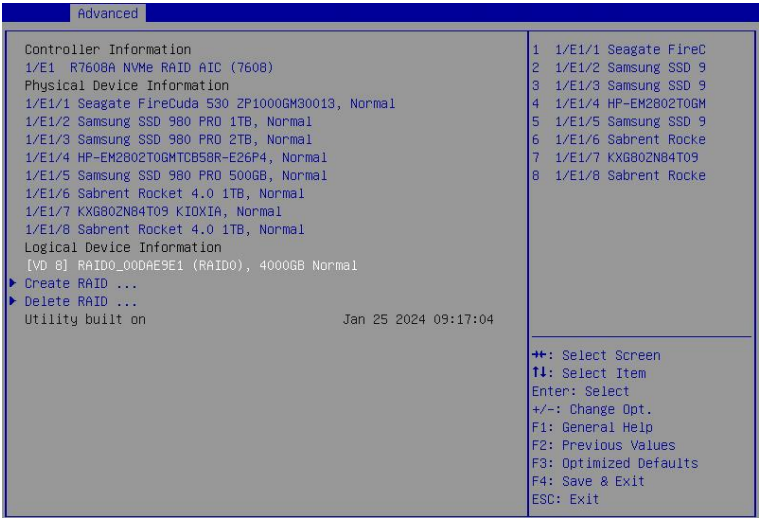 Advanced
Controller Information
1/E1 R7608A NVMe RAID AIC (7608)
Physical Device Information
1/E1/1 Seagate FireCuda 530 ZP1000GM30013, Normal
1/E1/2 Samsung SSD 980 PRO 1TB, Normal
1/E1/3 Samsung SSD 980 PRO 2TB, Normal
1/E1/4 HP-EM2802T0GMTCB58R-E26P4, Normal
1/E1/5 Samsung SSD 980 PRO 500GB, Normal
1/E1/6 Sabrent Rocket 4.0 1TB, Normal
1/E1/7 KXG80ZN84T09 KIOXIA, Normal
1/E1/8 Sabrent Rocket 4.0 1TB, Normal
Logical Device Information
[VD 8] RAID0_00DAE9E1 (RAID0), 4000GB Normal
Create RAID ...
Delete RAID ...
Utility built on Jan 25 2024 09:17:04
1 1/E1/1 Seagate FireC
2 1/E1/2 Samsung SSD 9
3 1/E1/3 Samsung SSD 9
4 1/E1/4 HP-EM2802T0GM
5 1/E1/5 Samsung SSD 9
6 1/E1/6 Sabrent Rocke
7 1/E1/7 KXG80ZN84T09
8 1/E1/8 Sabrent Rocke
→←: Select Screen
↑↓: Select Item
Enter: Select
+/-: Change Opt.
F1: General Help
F2: Previous Values
F3: Optimized Defaults
F4: Save & Exit
ESC: Exit